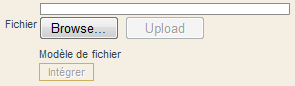 Fichier Browse... Upload
Modèle de fichier
Intégrer